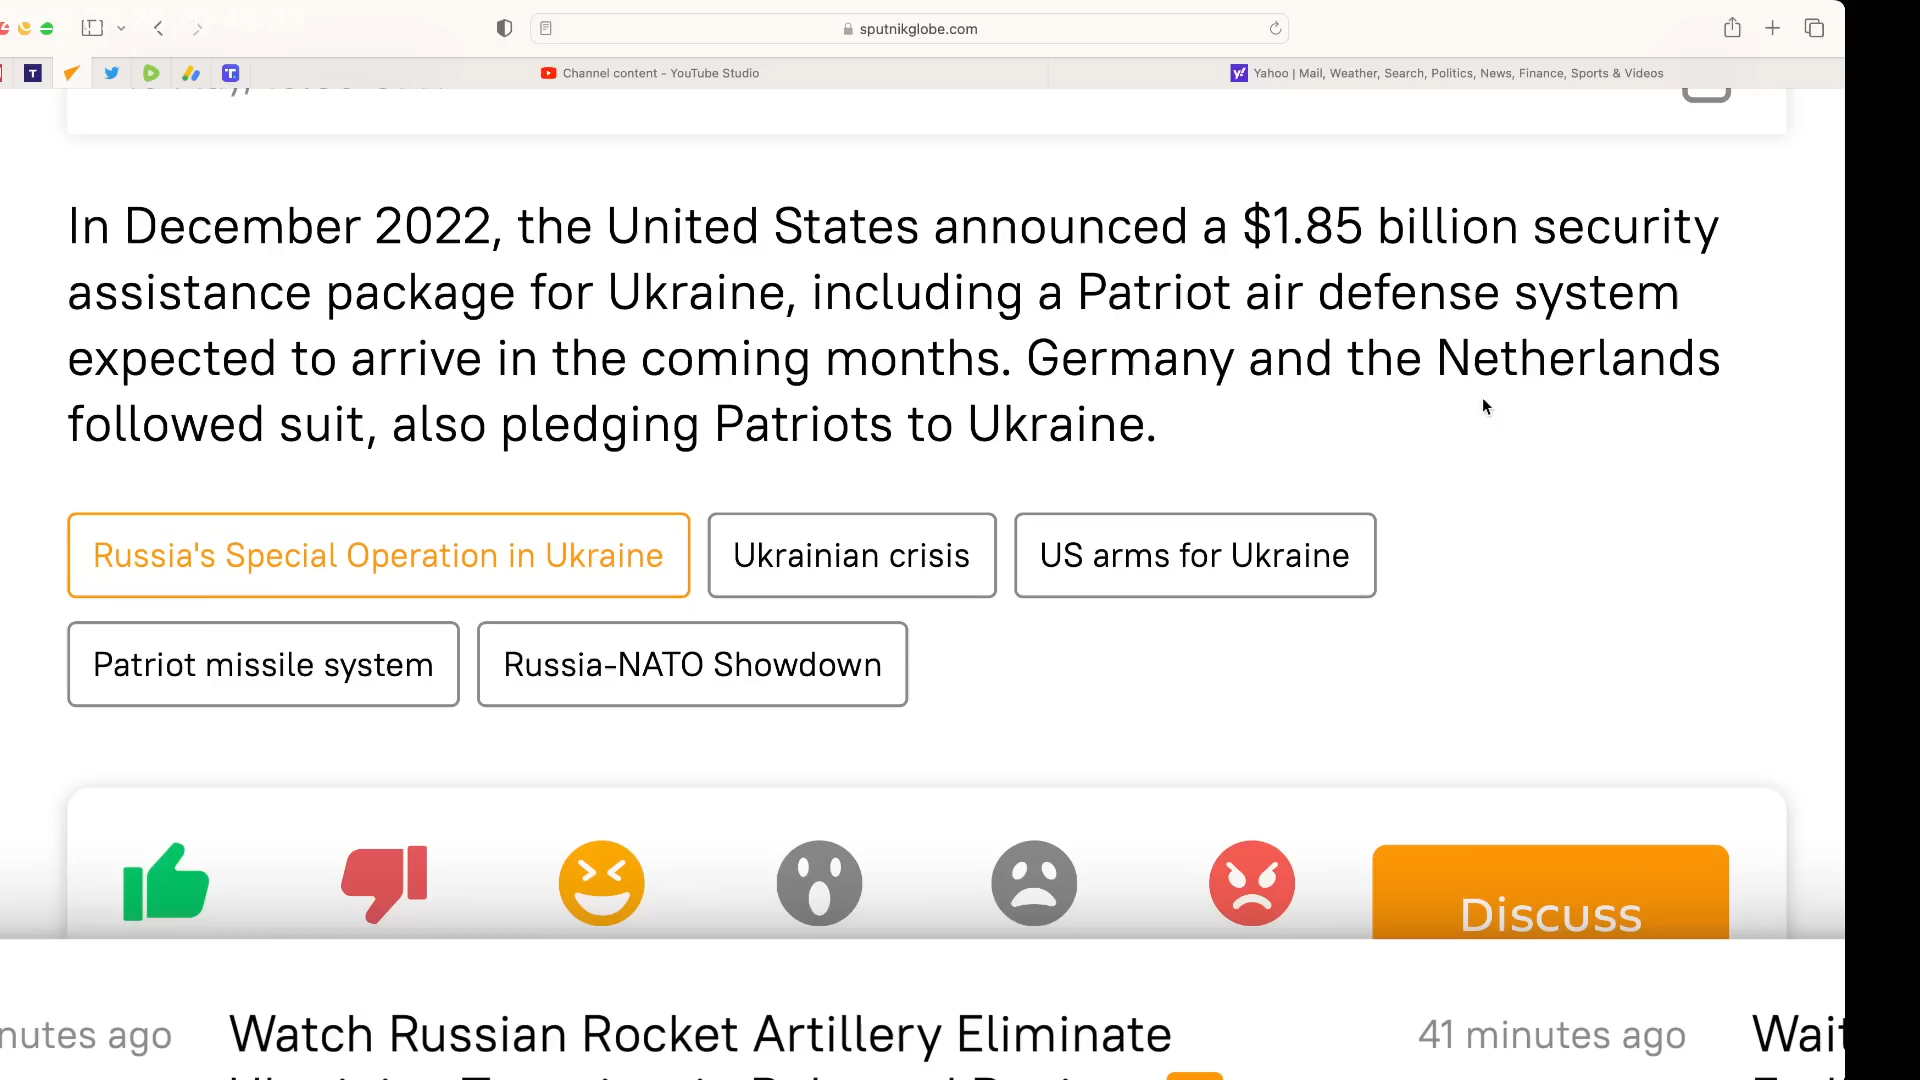 sputnikglobe.com
T
T.
Channel content - YouTube Studio
y!
Yahoo | Mail, Weather, Search, Politics, News, Finance, Sports & Videos
In December 2022, the United States announced a $1.85 billion security
assistance package for Ukraine, including a Patriot air defense system
expected to arrive in the coming months. Germany and the Netherlands
followed suit, also pledging Patriots to Ukraine.
Russia's Special Operation in Ukraine
Ukrainian crisis
US arms for Ukraine
Patriot missile system
Russia-NATO Showdown
Discuss
nutes ago
Watch Russian Rocket Artillery Eliminate
41 minutes ago
Wait